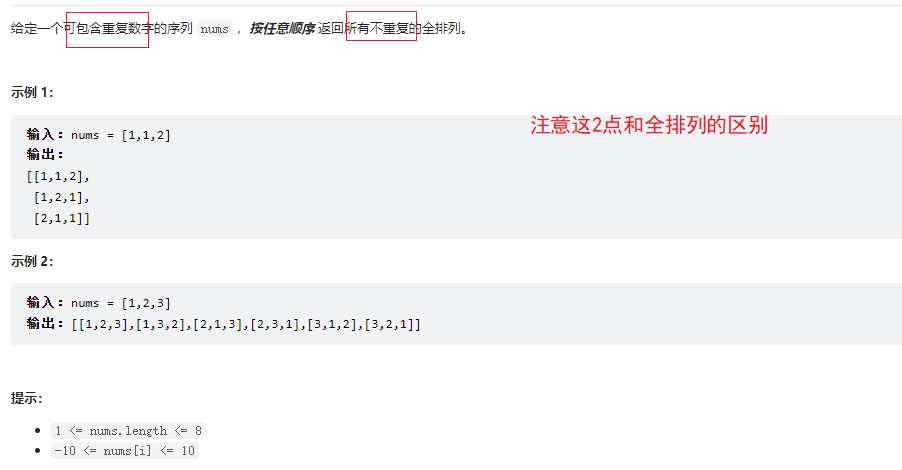 给定一个可包含重复数字的序列 nums ，按任意顺序 返回所有不重复的全排列。
示例 1：
注意这2点和全排列的区别
输入：nums = [1,1,2]
输出：
[[1,1,2],
[1,2,1],
[2,1,1]]
示例 2：
输入：nums = [1,2,3]
输出：[[1,2,3],[1,3,2],[2,1,3],[2,3,1],[3,1,2],[3,2,1]]
提示：
1 <= nums.length <= 8
-10 <= nums[i] <= 10